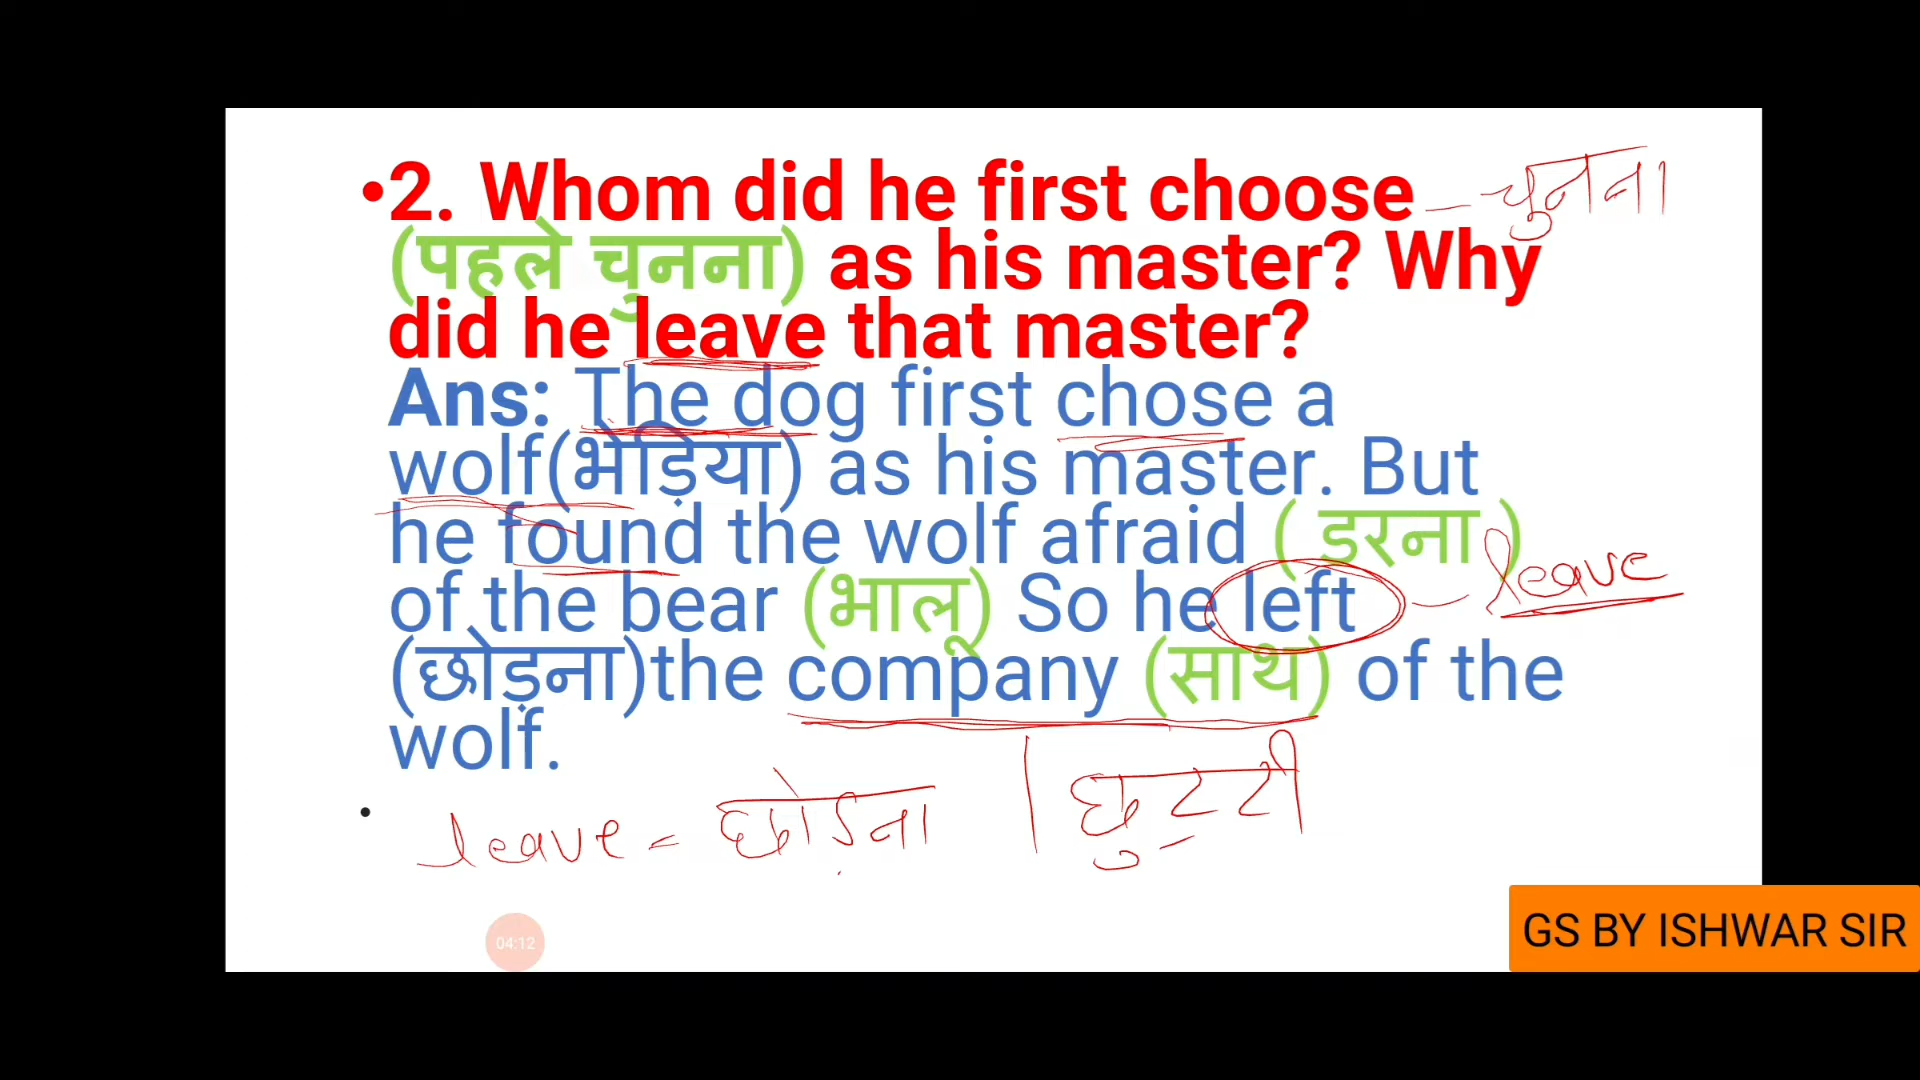 •2. Whom did he first choose - चुनना
(पहले चुनना) as his master? Why
did he leave that master?
Ans: The dog first chose a
wolf(भेड़िया) as his master. But
he found the wolf afraid ( डरना )
of the bear (भालू) So he left - leave
(छोड़ना)the company (साथ) of the
wolf.
• leave = छोड़ना | छुटटी
04:12
GS BY ISHWAR SIR